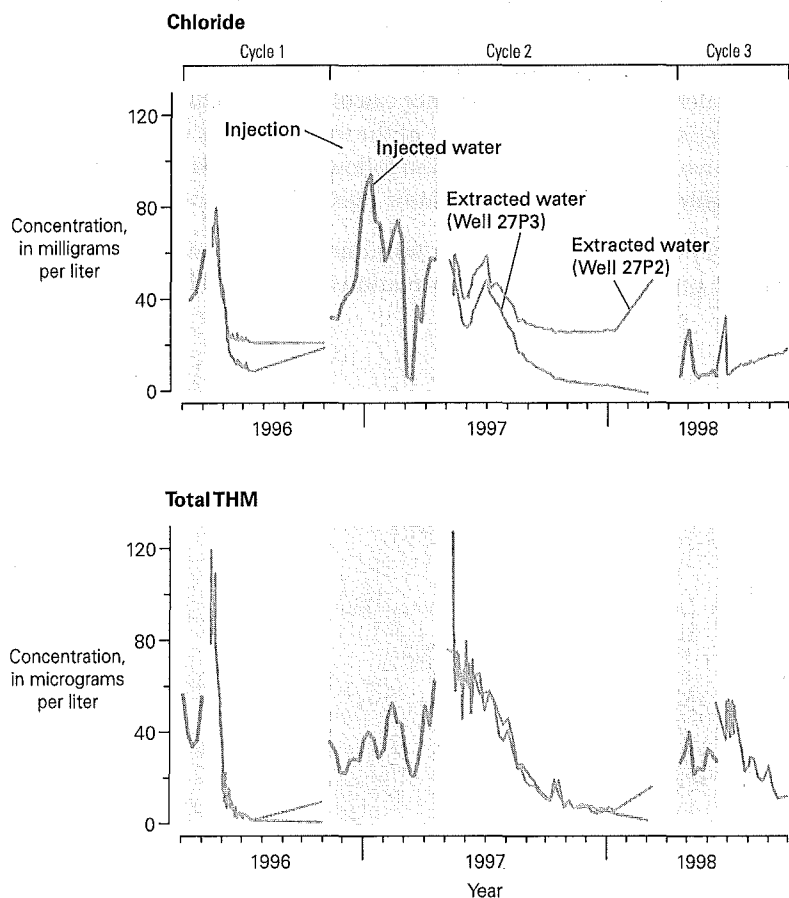 Chloride
Cycle 1
Cycle 2
Cycle 3
120
80
40
0
Concentration,
in milligrams
per liter
Injection
Injected water
Extracted water
(Well 27P3)
Extracted water
(Well 27P2)
1996
1997
1998
Total THM
120
80
40
0
Concentration,
in micrograms
per liter
1996
1997
1998
Year